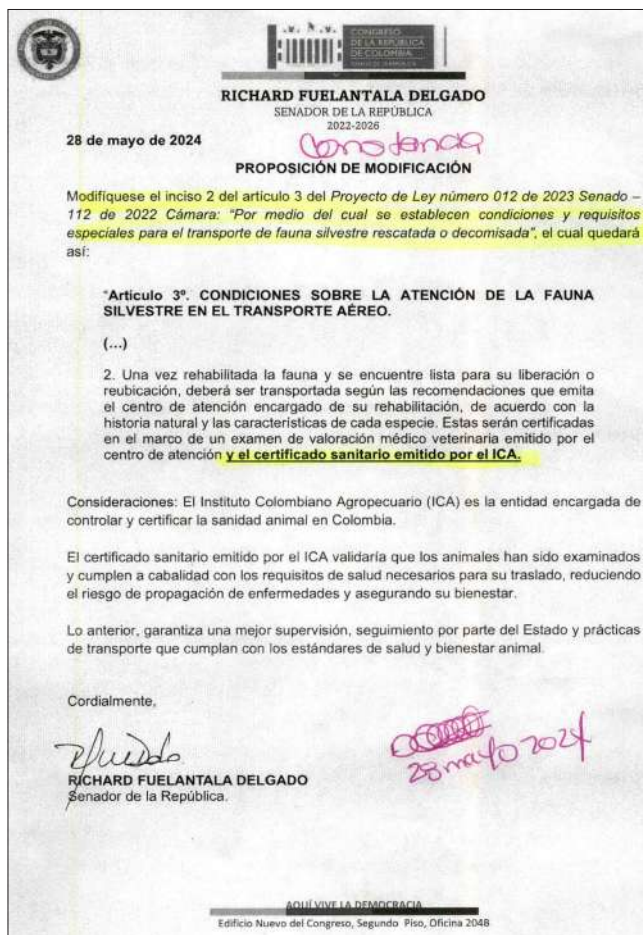 CONGRESO
DE LA REPÚBLICA
DE COLOMBIA
RICHARD FUELANTALA DELGADO
SENADOR DE LA REPÚBLICA
2022-2026
28 de mayo de 2024
Constancia
PROPOSICIÓN DE MODIFICACIÓN
Modifíquese el inciso 2 del artículo 3 del Proyecto de Ley número 012 de 2023 Senado –
112 de 2022 Cámara: “Por medio del cual se establecen condiciones y requisitos
especiales para el transporte de fauna silvestre rescatada o decomisada”, el cual quedará
así:
“Artículo 3º. CONDICIONES SOBRE LA ATENCIÓN DE LA FAUNA
SILVESTRE EN EL TRANSPORTE AÉREO.
(...)
2. Una vez rehabilitada la fauna y se encuentre lista para su liberación o
reubicación, deberá ser transportada según las recomendaciones que emita
el centro de atención encargado de su rehabilitación, de acuerdo con la
historia natural y las características de cada especie. Estas serán certificadas
en el marco de un examen de valoración médico veterinaria emitido por el
centro de atención y el certificado sanitario emitido por el ICA.
Consideraciones: El Instituto Colombiano Agropecuario (ICA) es la entidad encargada de
controlar y certificar la sanidad animal en Colombia.
El certificado sanitario emitido por el ICA validaría que los animales han sido examinados
y cumplen a cabalidad con los requisitos de salud necesarios para su traslado, reduciendo
el riesgo de propagación de enfermedades y asegurando su bienestar.
Lo anterior, garantiza una mejor supervisión, seguimiento por parte del Estado y prácticas
de transporte que cumplan con los estándares de salud y bienestar animal.
Cordialmente,
RICHARD FUELANTALA DELGADO
Senador de la República.
28 mayo 2024
AQUÍ VIVE LA DEMOCRACIA
Edificio Nuevo del Congreso, Segundo Piso, Oficina 204B